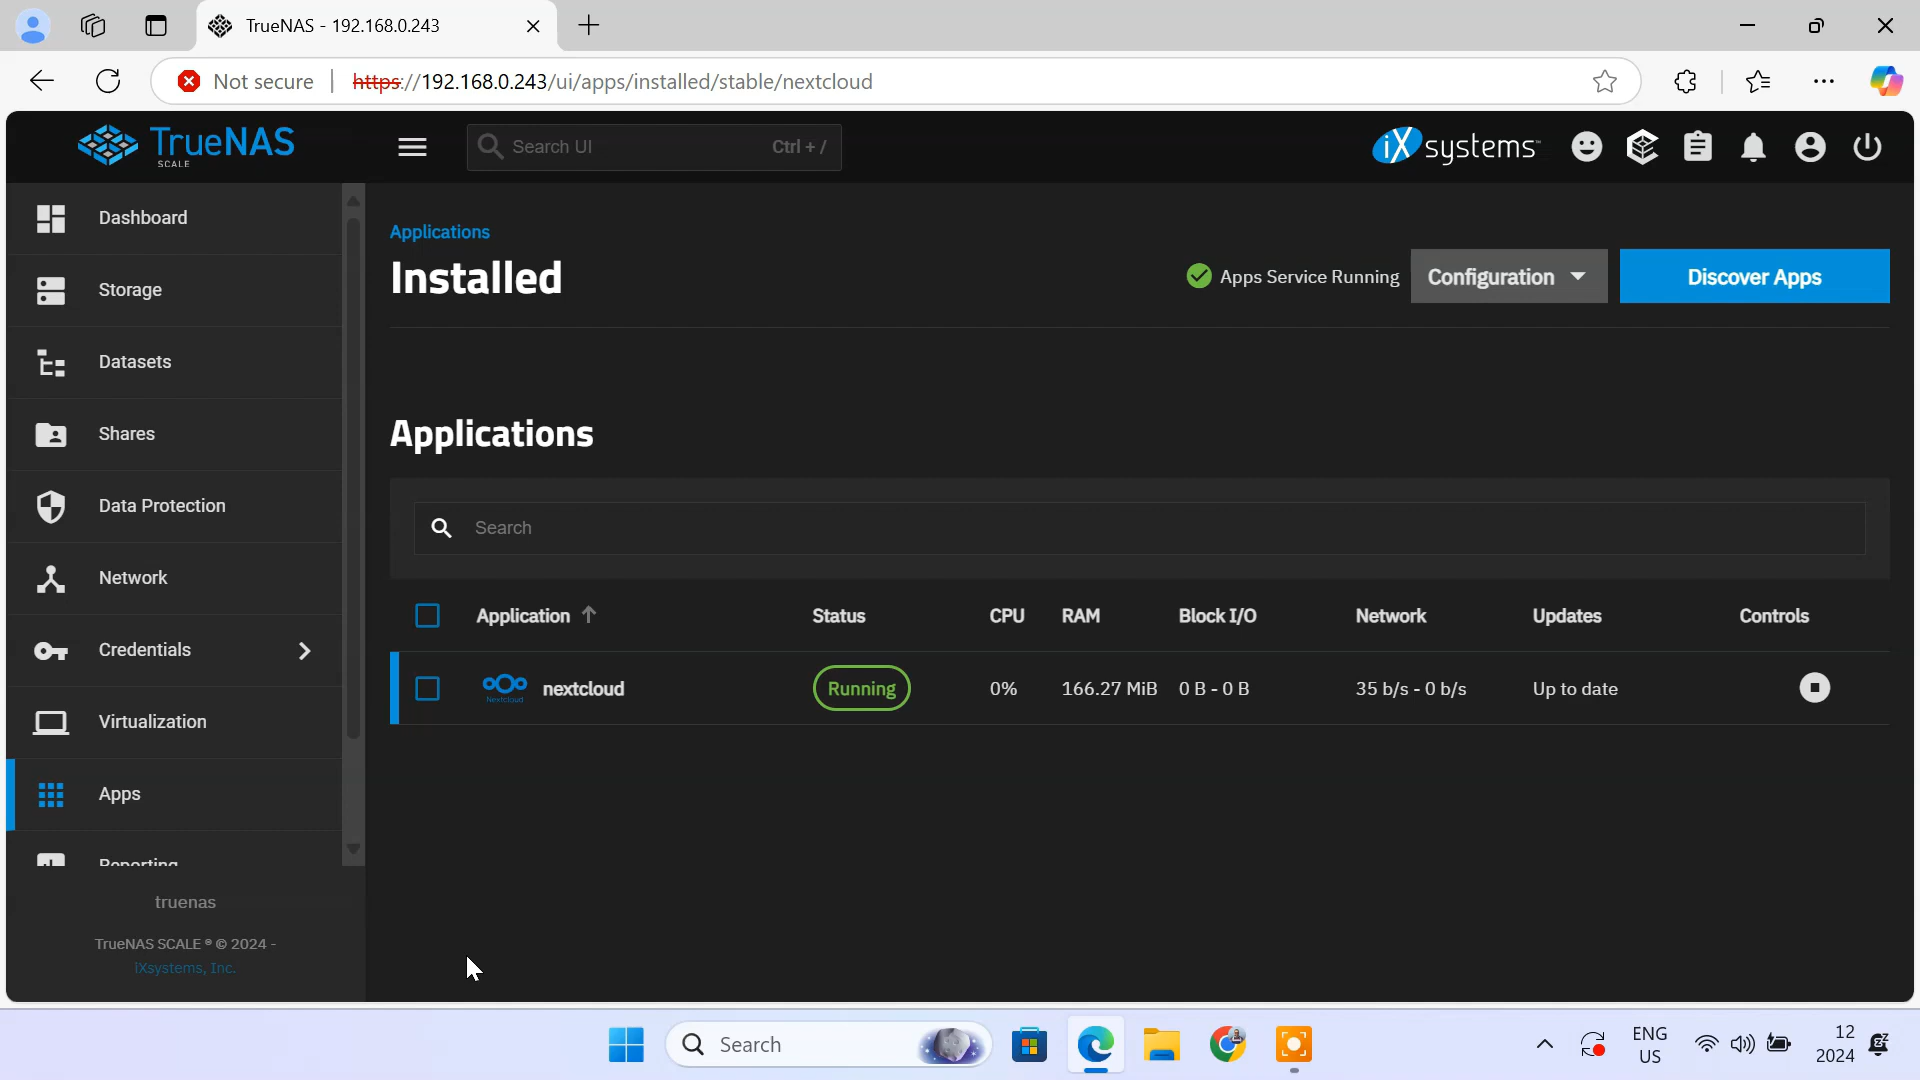 TrueNAS - 192.168.0.243
Not secure
https://192.168.0.243/ui/apps/installed/stable/nextcloud
TrueNAS
SCALE
Search UI
Ctrl + /
iXsystems
Dashboard
Storage
Datasets
Shares
Data Protection
Network
Credentials
Virtualization
Apps
Reporting
truenas
TrueNAS SCALE ® © 2024 -
iXsystems, Inc.
Applications
Installed
Apps Service Running
Configuration
Discover Apps
Applications
Search
Application Status CPU RAM Block I/O Network Updates Controls
Nextcloud nextcloud Running 0% 166.27 MiB 0 B - 0 B 35 b/s - 0 b/s Up to date
Search
ENG
US
12
2024